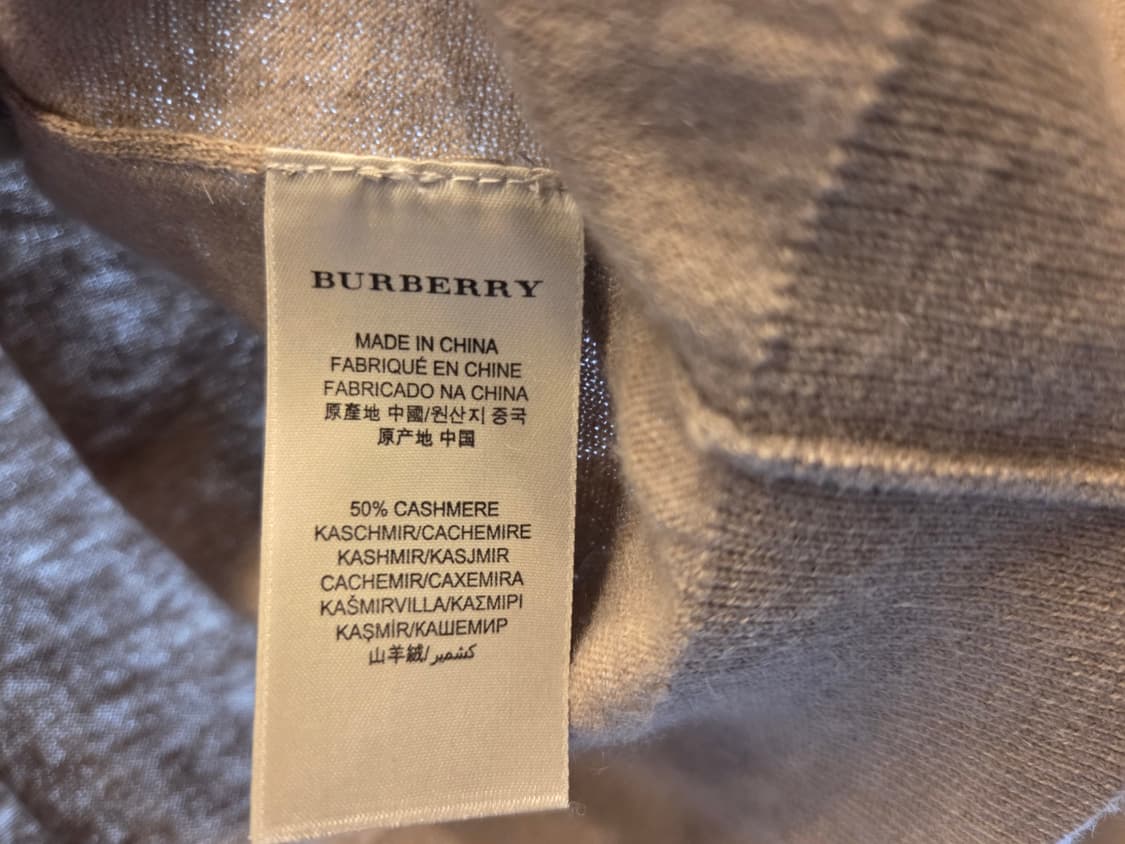 BURBERRY
MADE IN CHINA
FABRIQUÉ EN CHINE
FABRICADO NA CHINA
原產地 中國/원산지 중국
原产地 中国
50% CASHMERE
KASCHMIR/CACHEMIRE
KASHMIR/KASJMIR
CACHEMIR/CAXEMIRA
KAŠMIRVILLA/ΚΑΣΜΙΡΙ
KAŞMİR/КАШЕМИР
山羊絨/كشمير